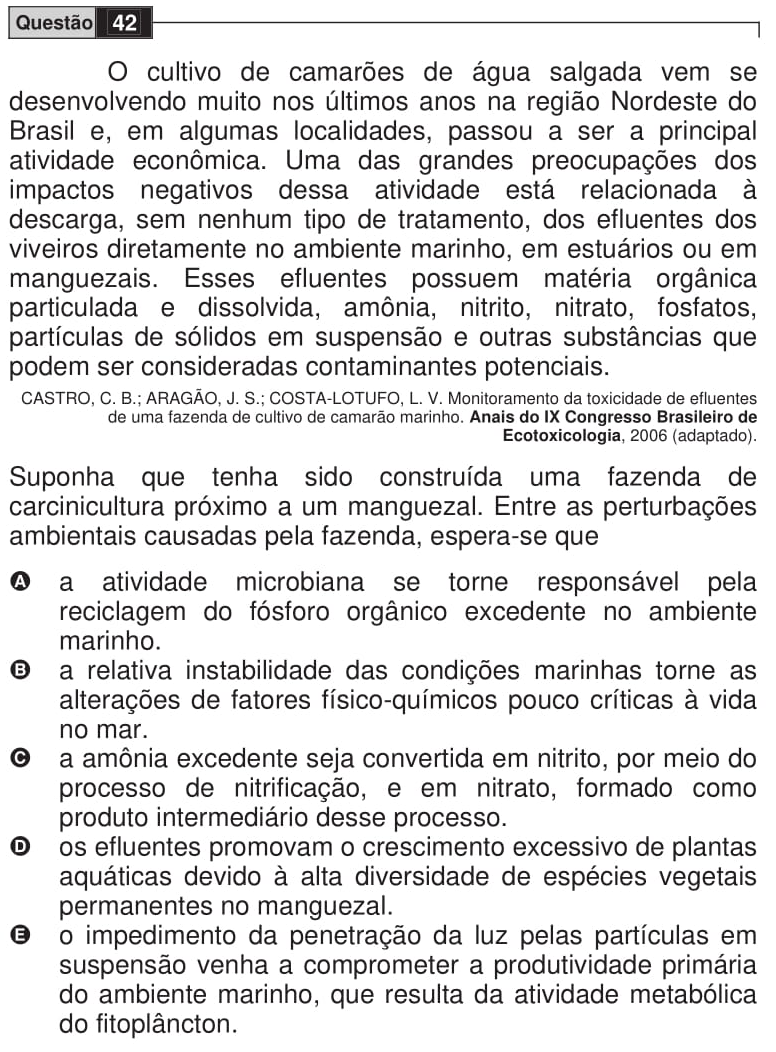 Questão 42
O cultivo de camarões de água salgada vem se
desenvolvendo muito nos últimos anos na região Nordeste do
Brasil e, em algumas localidades, passou a ser a principal
atividade econômica. Uma das grandes preocupações dos
impactos negativos dessa atividade está relacionada à
descarga, sem nenhum tipo de tratamento, dos efluentes dos
viveiros diretamente no ambiente marinho, em estuários ou em
manguezais. Esses efluentes possuem matéria orgânica
particulada e dissolvida, amônia, nitrito, nitrato, fosfatos,
partículas de sólidos em suspensão e outras substâncias que
podem ser consideradas contaminantes potenciais.
CASTRO, C. B.; ARAGÃO, J. S.; COSTA-LOTUFO, L. V. Monitoramento da toxicidade de efluentes
de uma fazenda de cultivo de camarão marinho. Anais do IX Congresso Brasileiro de
Ecotoxicologia, 2006 (adaptado).
Suponha que tenha sido construída uma fazenda de
carcinicultura próximo a um manguezal. Entre as perturbações
ambientais causadas pela fazenda, espera-se que
A a atividade microbiana se torne responsável pela
reciclagem do fósforo orgânico excedente no ambiente
marinho.
B a relativa instabilidade das condições marinhas torne as
alterações de fatores físico-químicos pouco críticas à vida
no mar.
C a amônia excedente seja convertida em nitrito, por meio do
processo de nitrificação, e em nitrato, formado como
produto intermediário desse processo.
D os efluentes promovam o crescimento excessivo de plantas
aquáticas devido à alta diversidade de espécies vegetais
permanentes no manguezal.
E o impedimento da penetração da luz pelas partículas em
suspensão venha a comprometer a produtividade primária
do ambiente marinho, que resulta da atividade metabólica
do fitoplâncton.